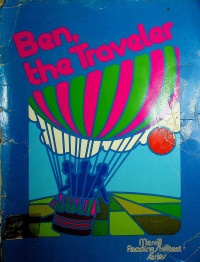 Ben,
the Traveler
Merrill
Reading Skilltext
Series